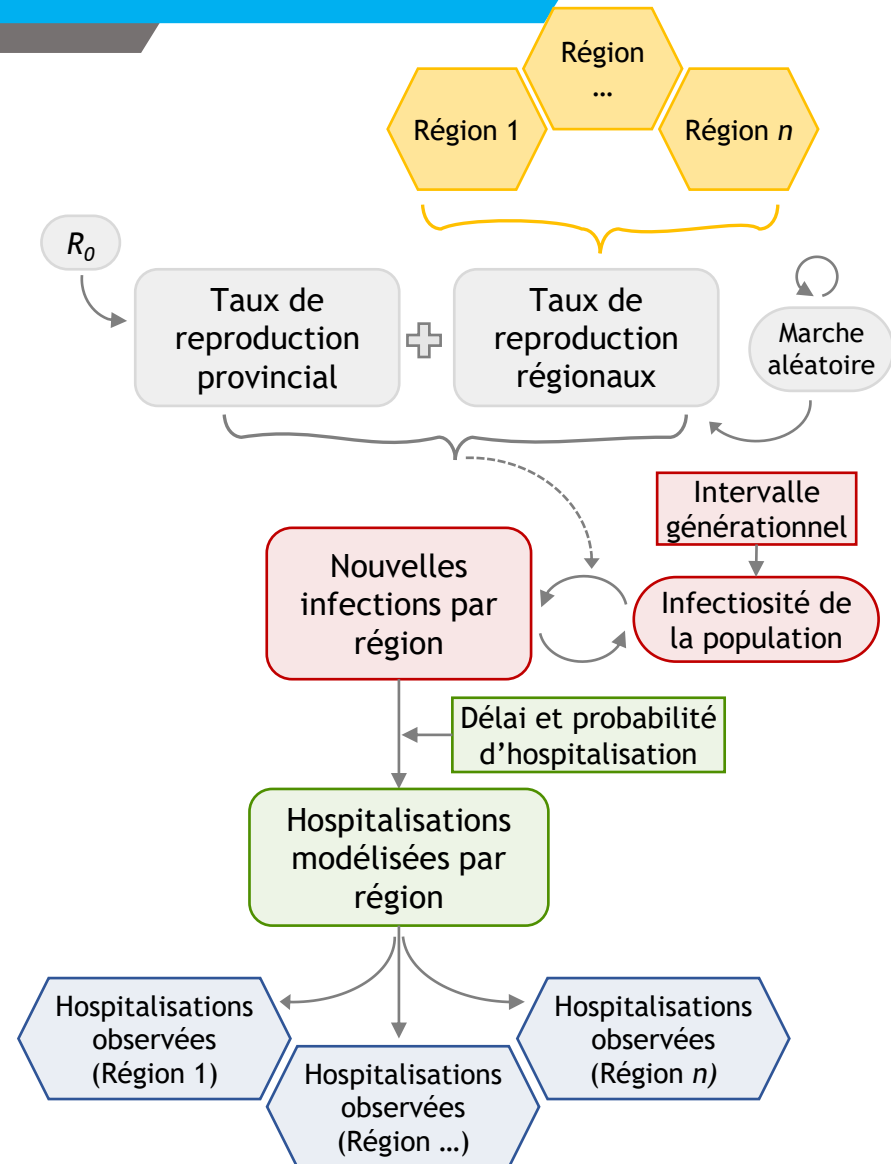 Région
...
Région 1
Région n
R0
Taux de
reproduction
provincial
Taux de
reproduction
régionaux
Marche
aléatoire
Intervalle
générationnel
Nouvelles
infections par
région
Infectiosité de
la population
Délai et probabilité
d’hospitalisation
Hospitalisations
modélisées par
région
Hospitalisations
observées
(Région 1)
Hospitalisations
observées
(Région ...)
Hospitalisations
observées
(Région n)